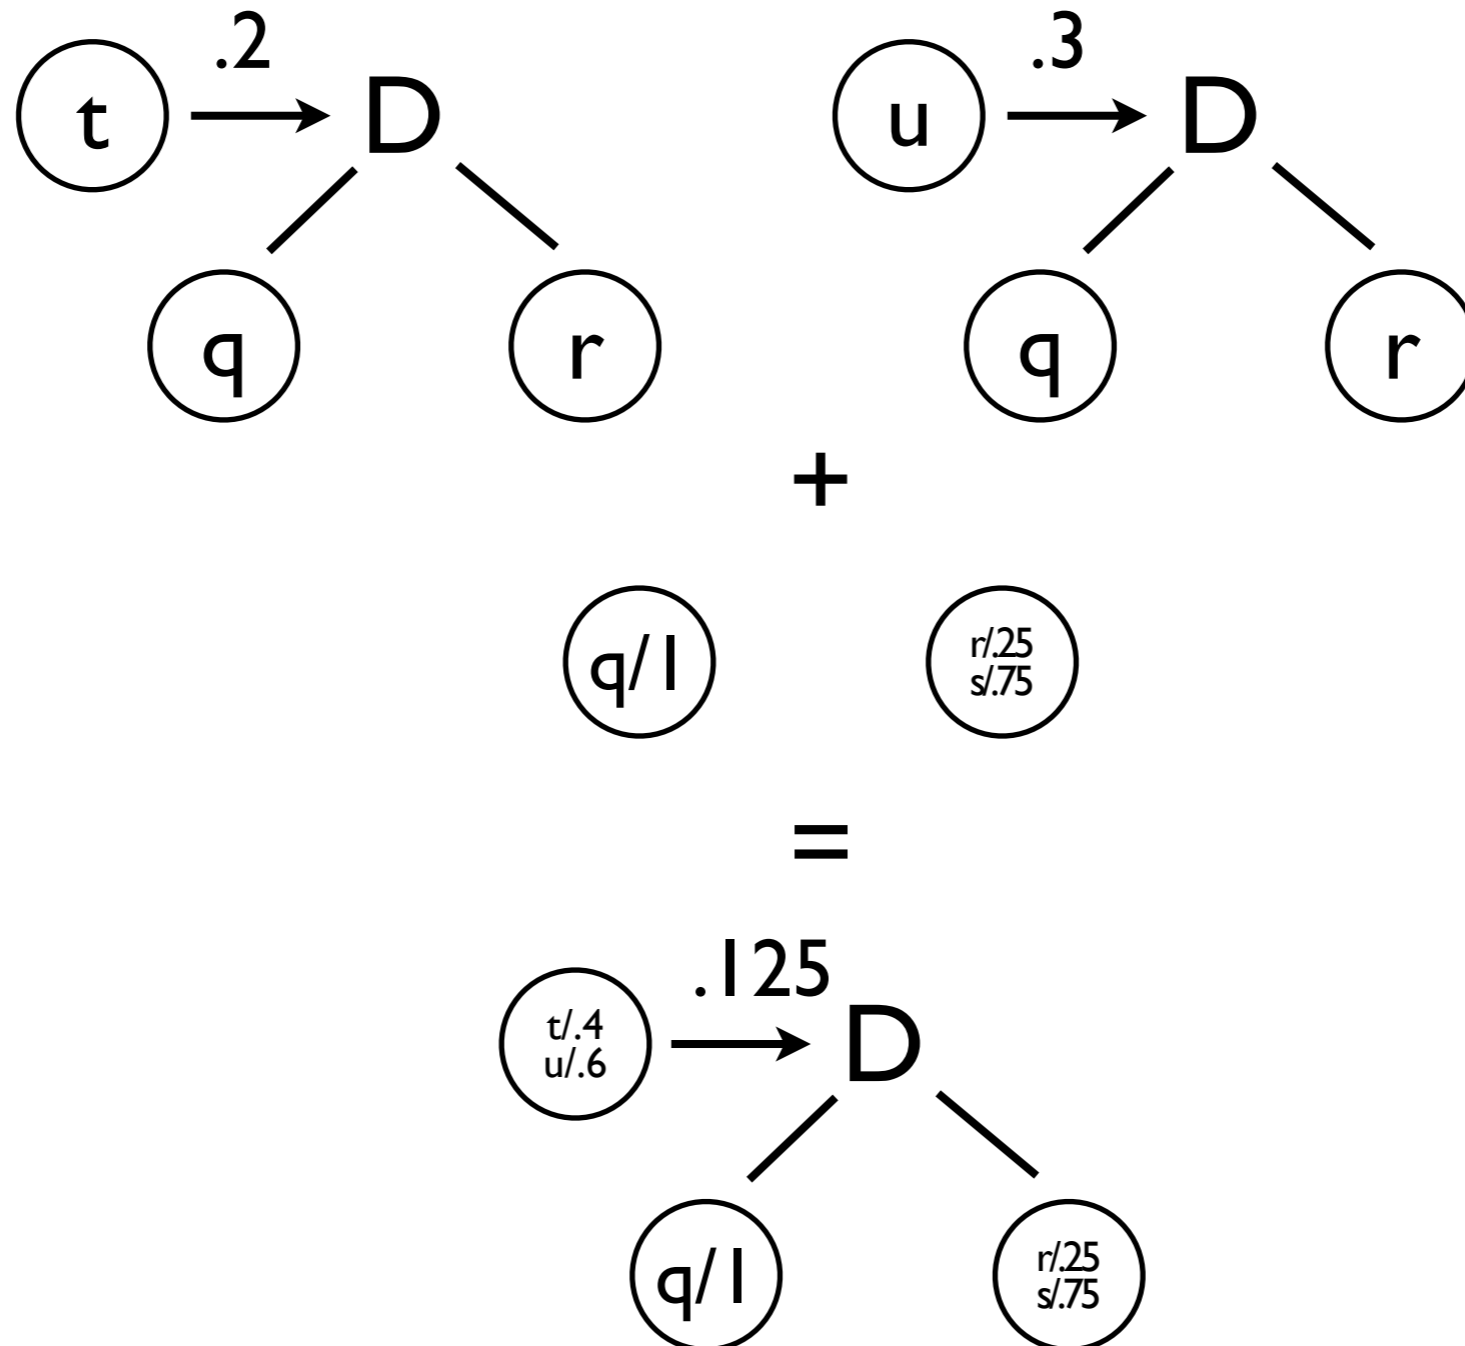 .2 .3
t D u D
q r q r
+
q/1 r/.25
s/.75
=
.125
t/.4 D
u/.6
q/1 r/.25
s/.75